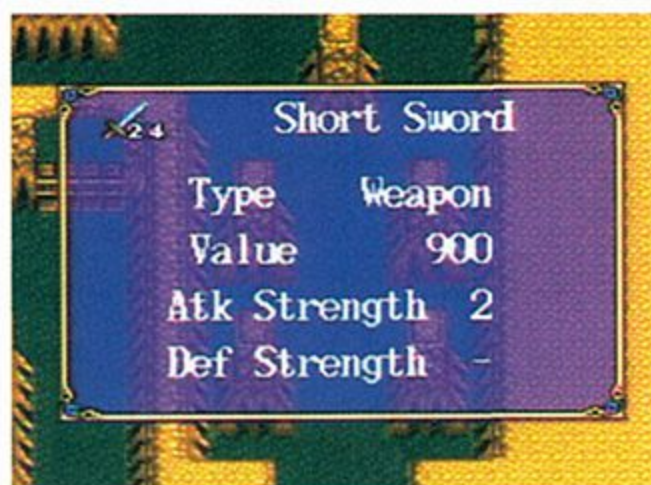 24 Short Sword
Type Weapon
Value 900
Atk Strength 2
Def Strength -